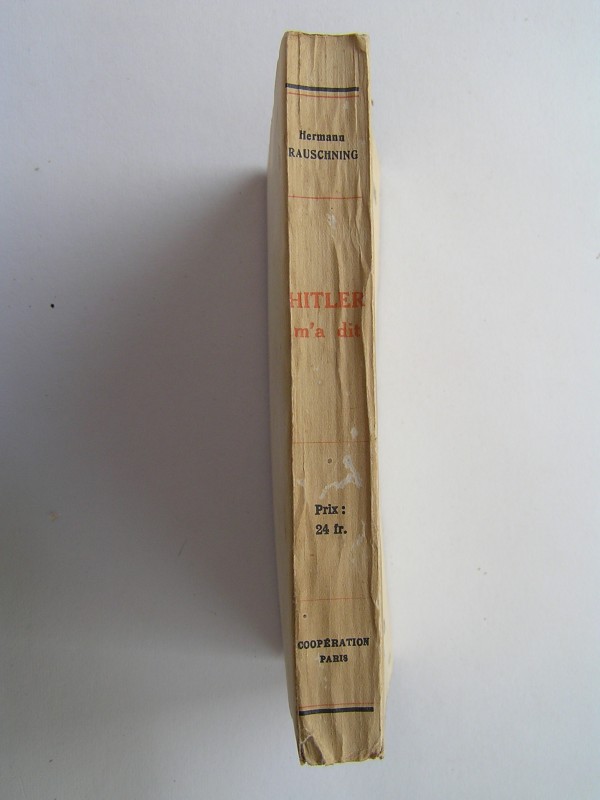 Hermann
RAUSCHNING
HITLER
m'a dit
Prix :
24 fr.
COOPÉRATION
PARIS